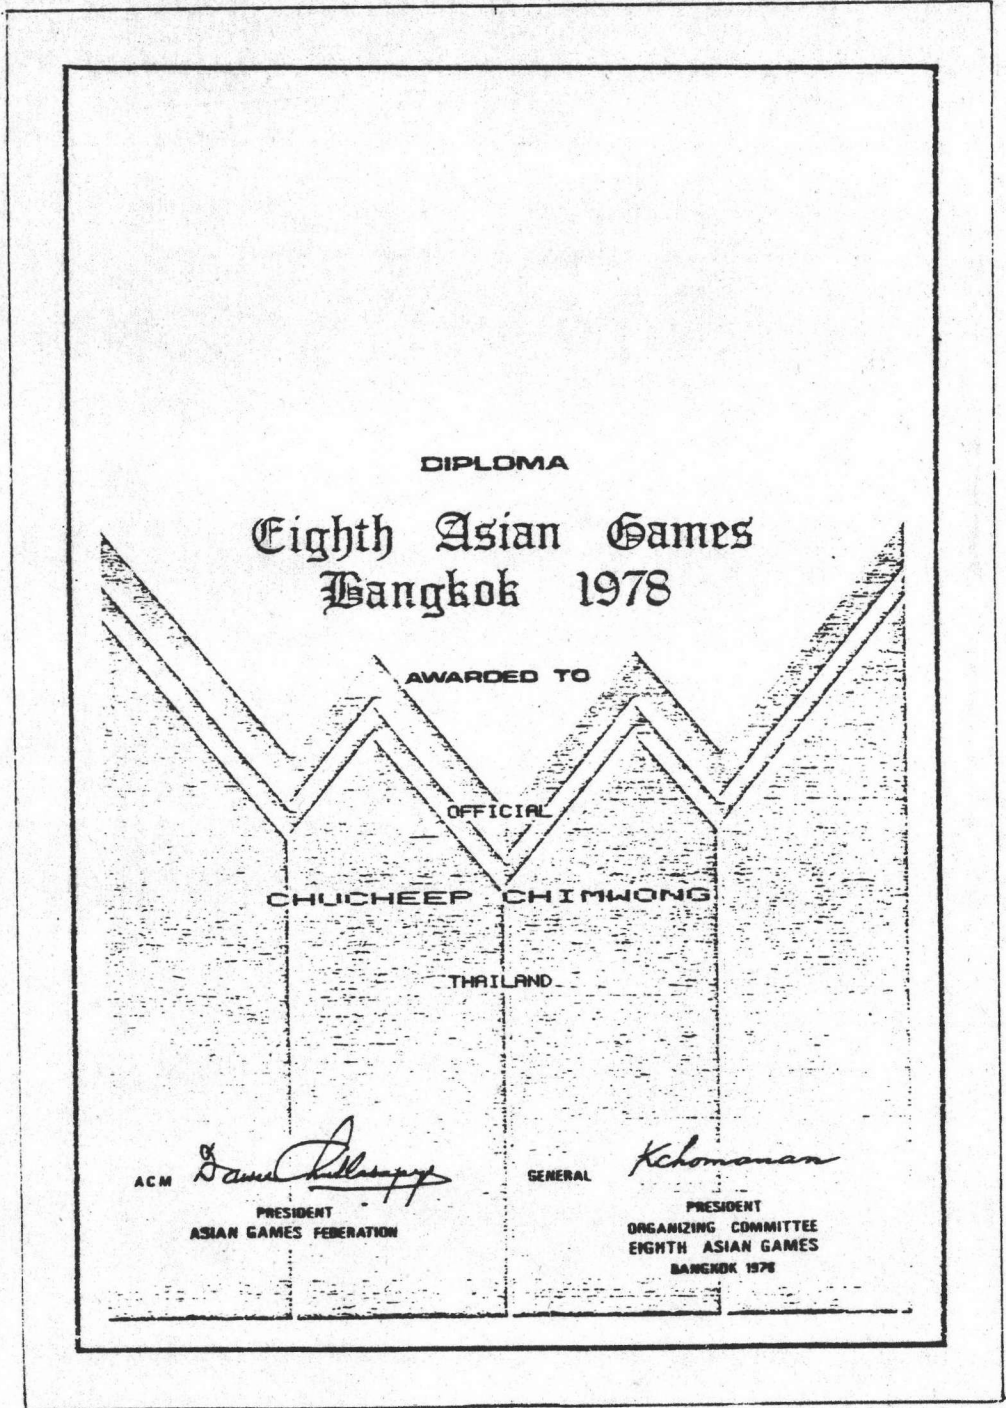 DIPLOMA
Eighth Asian Games
Bangkok 1978
AWARDED TO
OFFICIAL
CHUCHEEP CHIMWONG
THAILAND
ACM
GENERAL Kchomanan
PRESIDENT
ASIAN GAMES FEDERATION
PRESIDENT
ORGANIZING COMMITTEE
EIGHTH ASIAN GAMES
BANGKOK 1978